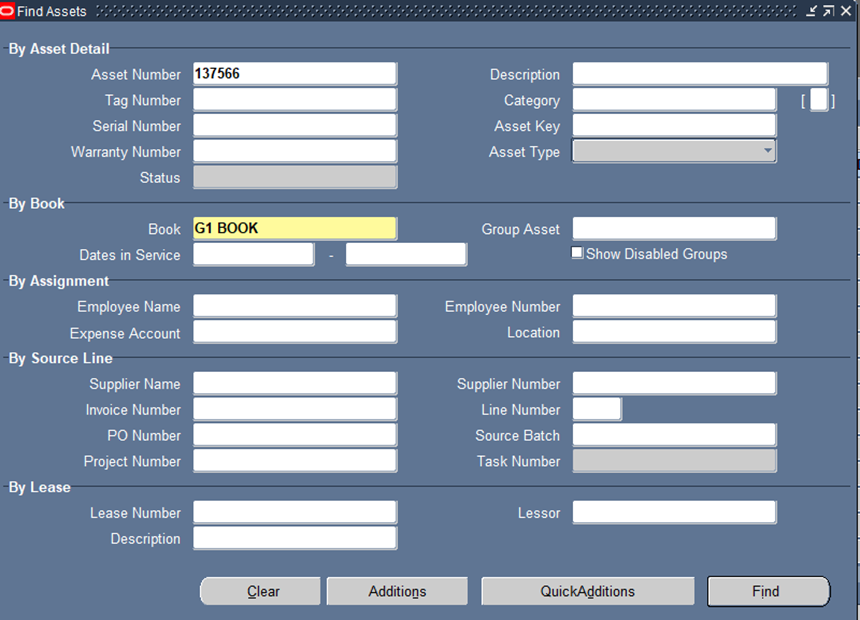 Find Assets
By Asset Detail
Asset Number 137566 Description
Tag Number Category [ ]
Serial Number Asset Key
Warranty Number Asset Type
Status
By Book
Book G1 BOOK Group Asset
Dates in Service - Show Disabled Groups
By Assignment
Employee Name Employee Number
Expense Account Location
By Source Line
Supplier Name Supplier Number
Invoice Number Line Number
PO Number Source Batch
Project Number Task Number
By Lease
Lease Number Lessor
Description
Clear Additions QuickAdditions Find